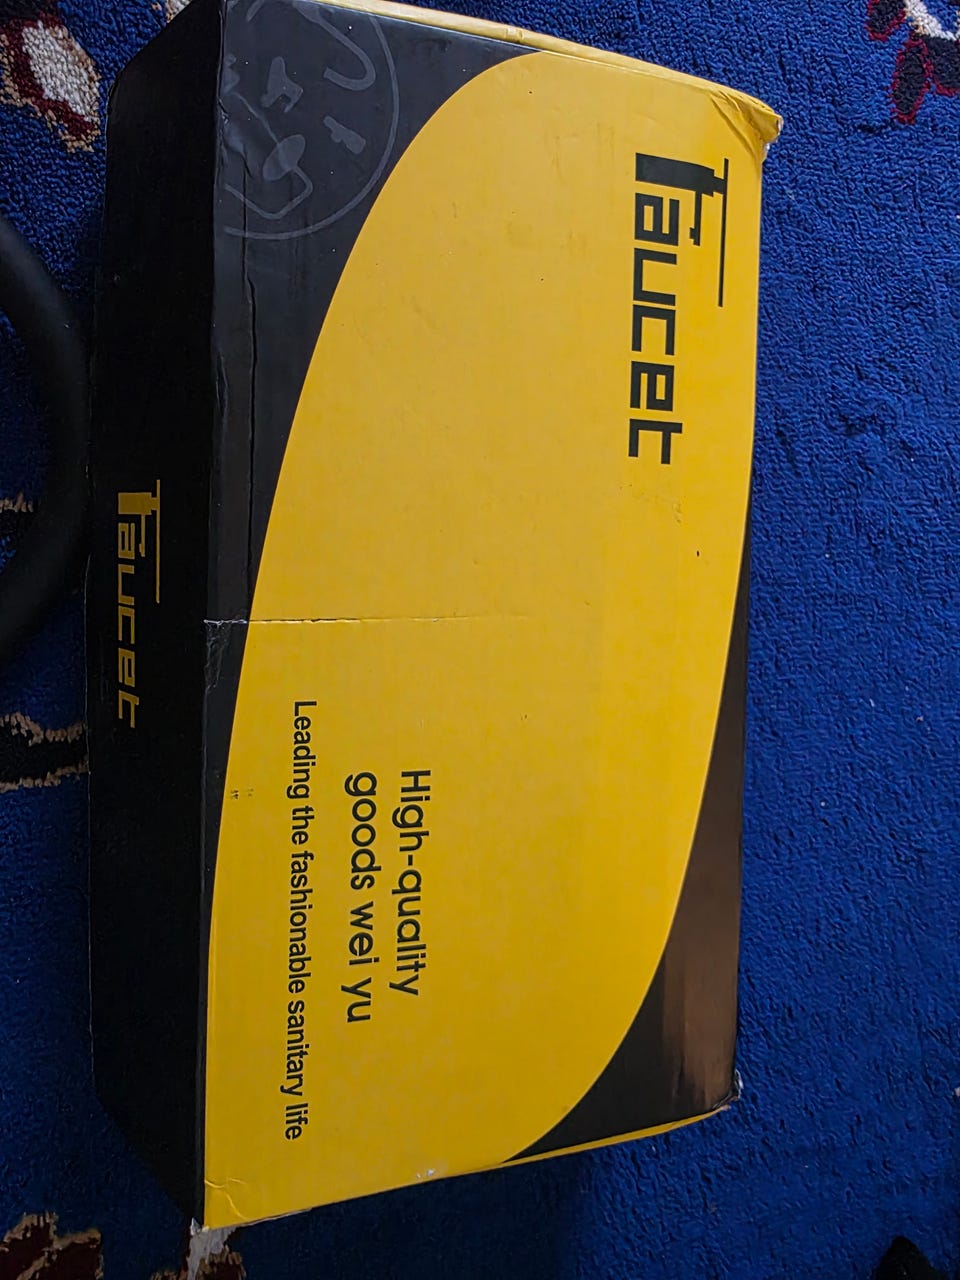 Faucet
High-quality
goods wei yu
Leading the fashionable sanitary life
Faucet